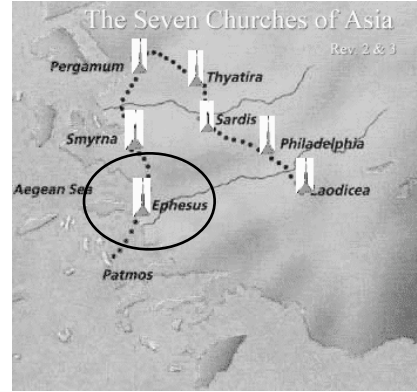 The Seven Churches of Asia
Rev. 2 & 3
Pergamum
Thyatira
Sardis
Smyrna
Philadelphia
Aegean Sea
Laodicea
Ephesus
Patmos